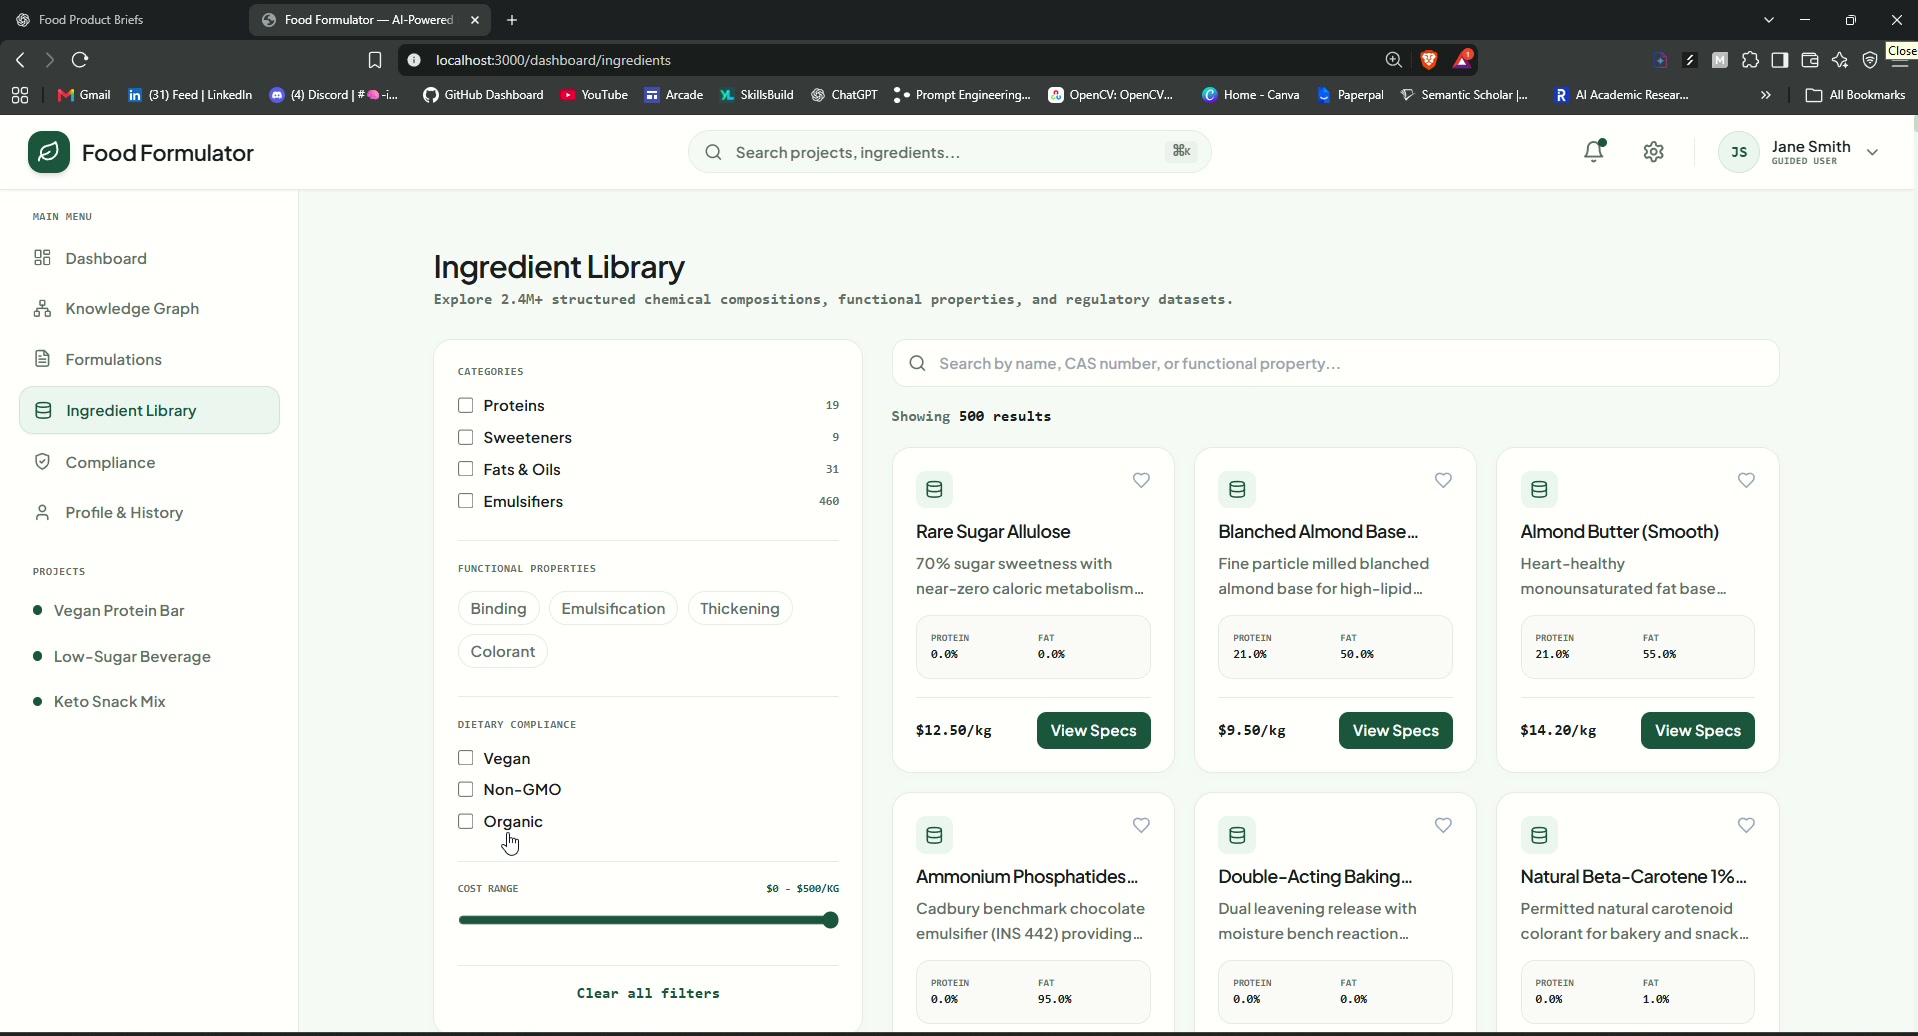 Food Product Briefs
Food Formulator — AI-Powered
localhost:3000/dashboard/ingredients
1
Close
Gmail
(31) Feed | LinkedIn
(4) Discord | #🧠-i...
GitHub Dashboard
YouTube
Arcade
SkillsBuild
ChatGPT
Prompt Engineering...
OpenCV: OpenCV...
Home - Canva
Paperpal
Semantic Scholar |...
AI Academic Resear...
»
All Bookmarks
Food Formulator
Search projects, ingredients...
⌘K
JS
Jane Smith
GUIDED USER
MAIN MENU
Dashboard
Knowledge Graph
Formulations
Ingredient Library
Compliance
Profile & History
PROJECTS
Vegan Protein Bar
Low-Sugar Beverage
Keto Snack Mix
Ingredient Library
Explore 2.4M+ structured chemical compositions, functional properties, and regulatory datasets.
CATEGORIES
Proteins 19
Sweeteners 9
Fats & Oils 31
Emulsifiers 460
FUNCTIONAL PROPERTIES
Binding Emulsification Thickening
Colorant
DIETARY COMPLIANCE
Vegan
Non-GMO
Organic
COST RANGE $0 - $500/KG
Clear all filters
Search by name, CAS number, or functional property...
Showing 500 results
Rare Sugar Allulose
70% sugar sweetness with
near-zero caloric metabolism...
PROTEIN FAT
0.0% 0.0%
$12.50/kg View Specs
Blanched Almond Base...
Fine particle milled blanched
almond base for high-lipid...
PROTEIN FAT
21.0% 50.0%
$9.50/kg View Specs
Almond Butter (Smooth)
Heart-healthy
monounsaturated fat base...
PROTEIN FAT
21.0% 55.0%
$14.20/kg View Specs
Ammonium Phosphatides...
Cadbury benchmark chocolate
emulsifier (INS 442) providing...
PROTEIN FAT
0.0% 95.0%
Double-Acting Baking...
Dual leavening release with
moisture bench reaction...
PROTEIN FAT
0.0% 0.0%
Natural Beta-Carotene 1%...
Permitted natural carotenoid
colorant for bakery and snack...
PROTEIN FAT
0.0% 1.0%